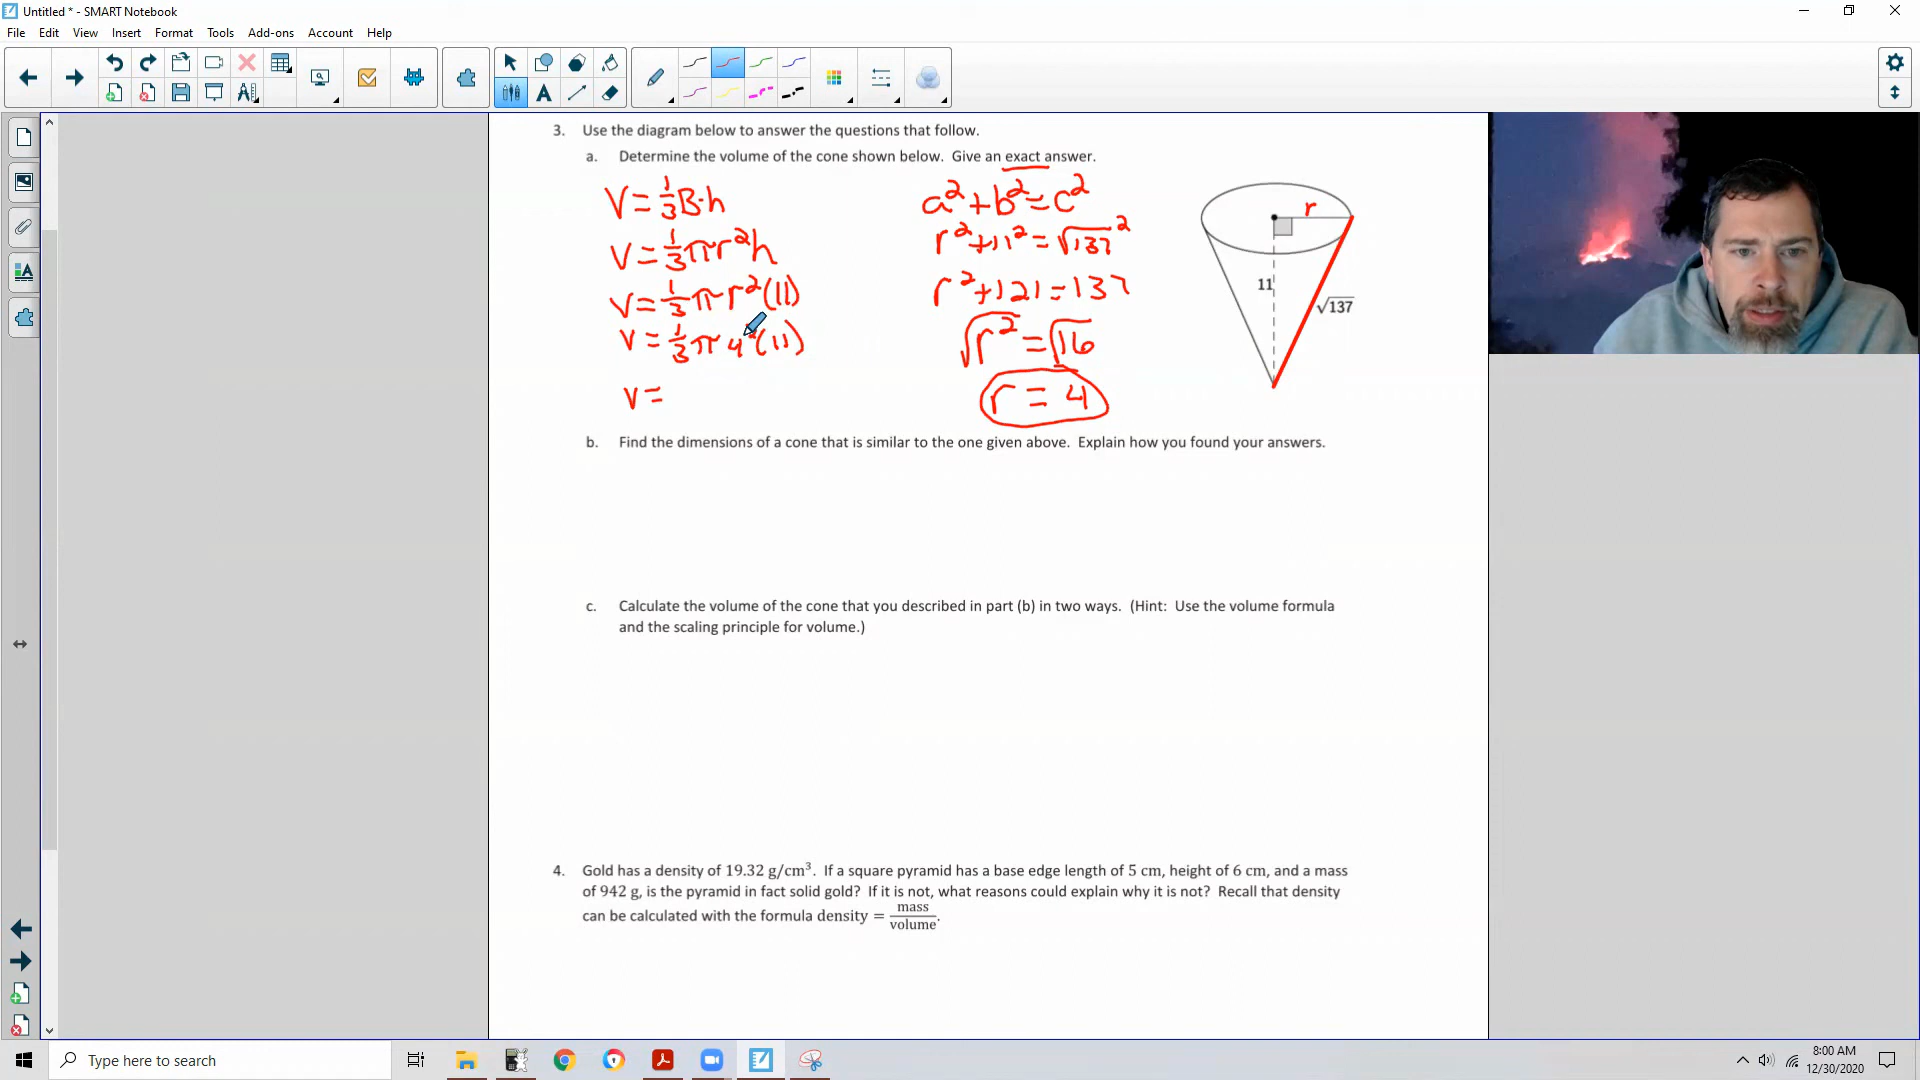 Untitled * - SMART Notebook
File Edit View Insert Format Tools Add-ons Account Help
3. Use the diagram below to answer the questions that follow.
a. Determine the volume of the cone shown below. Give an exact answer.
V = 1/3 B·h
V = 1/3 πr²h
V = 1/3 πr²(11)
V = 1/3 π4²(11)
V =
a² + b² = c²
r² + 11² = √137²
r² + 121 = 137
√r² = √16
r = 4
r
11
√137
b. Find the dimensions of a cone that is similar to the one given above. Explain how you found your answers.
c. Calculate the volume of the cone that you described in part (b) in two ways. (Hint: Use the volume formula
and the scaling principle for volume.)
4. Gold has a density of 19.32 g/cm³. If a square pyramid has a base edge length of 5 cm, height of 6 cm, and a mass
of 942 g, is the pyramid in fact solid gold? If it is not, what reasons could explain why it is not? Recall that density
can be calculated with the formula density = mass/volume.
Type here to search
8:00 AM
12/30/2020